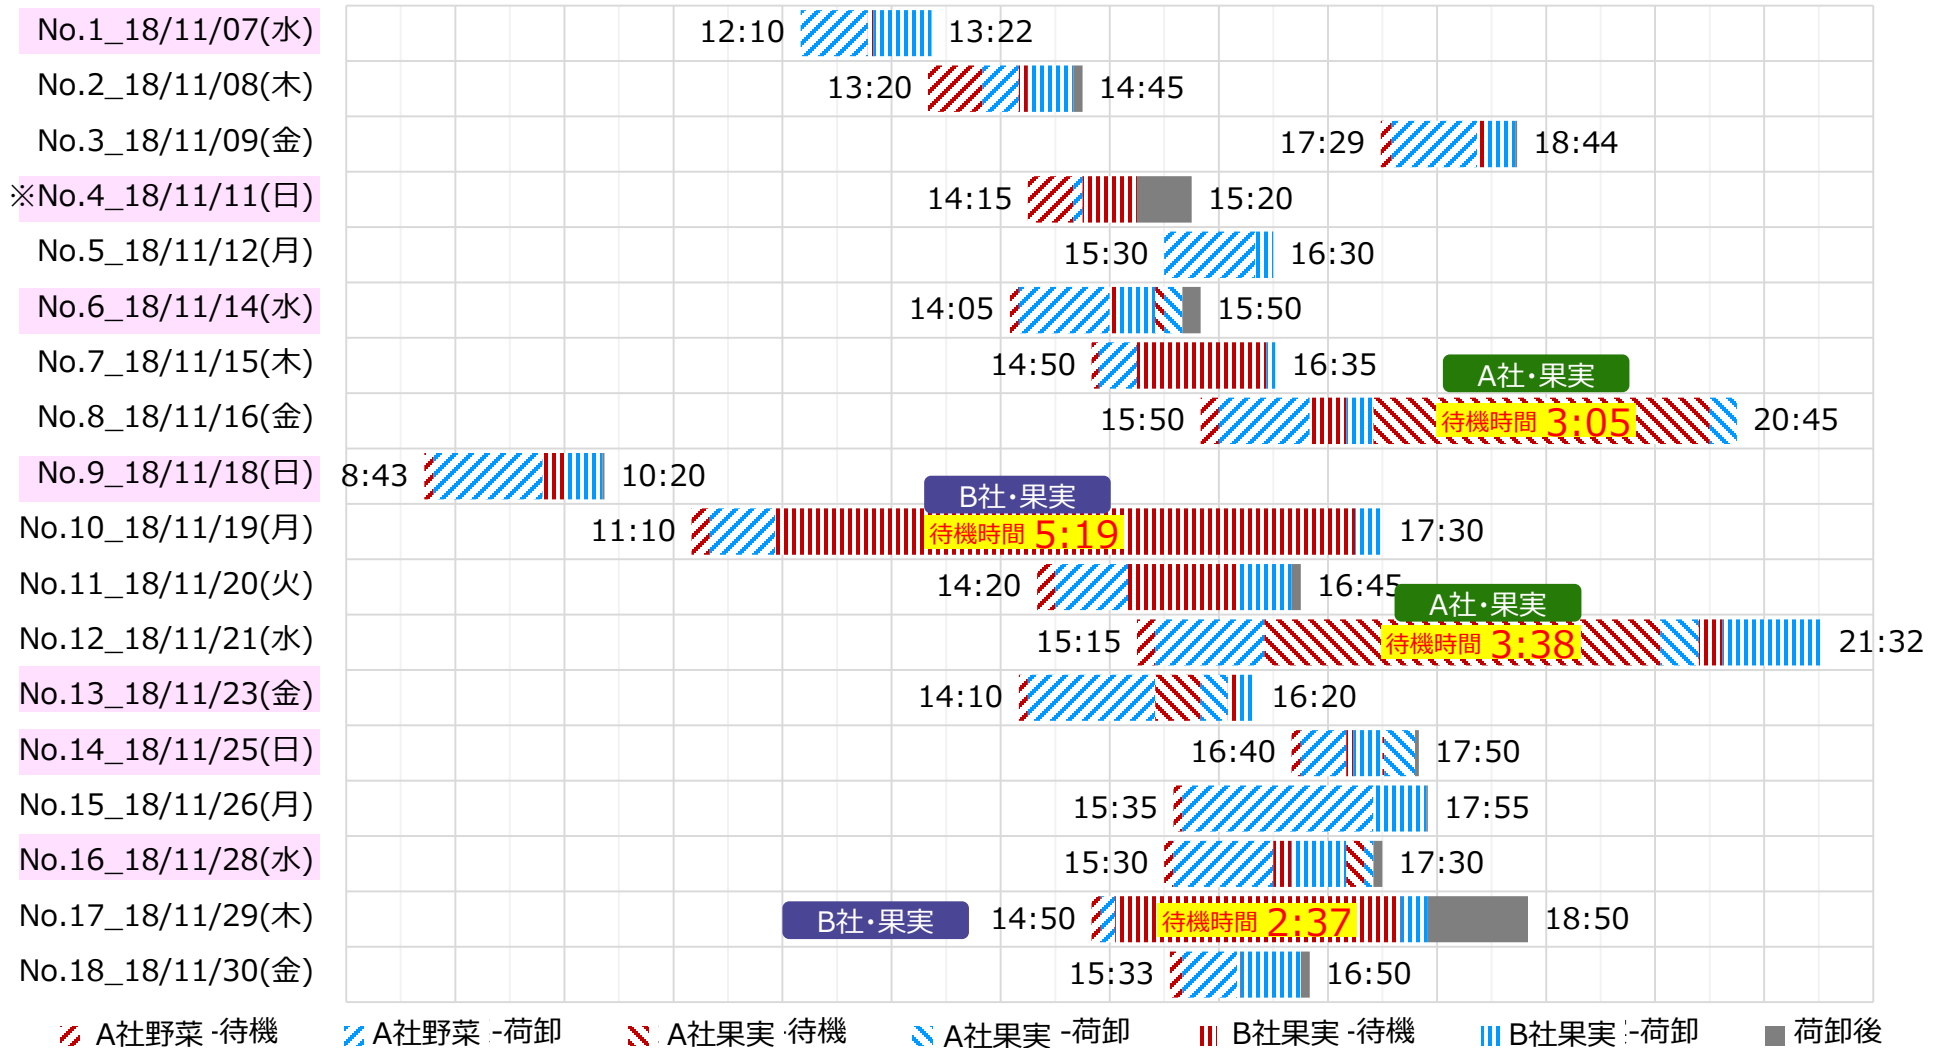 No.1_18/11/07(水) 12:10 13:22
No.2_18/11/08(木) 13:20 14:45
No.3_18/11/09(金) 17:29 18:44
※No.4_18/11/11(日) 14:15 15:20
No.5_18/11/12(月) 15:30 16:30
No.6_18/11/14(水) 14:05 15:50
No.7_18/11/15(木) 14:50 16:35
A社・果実
No.8_18/11/16(金) 15:50 待機時間 3:05 20:45
No.9_18/11/18(日) 8:43 10:20
B社・果実
No.10_18/11/19(月) 11:10 待機時間 5:19 17:30
No.11_18/11/20(火) 14:20 16:45
A社・果実
No.12_18/11/21(水) 15:15 待機時間 3:38 21:32
No.13_18/11/23(金) 14:10 16:20
No.14_18/11/25(日) 16:40 17:50
No.15_18/11/26(月) 15:35 17:55
No.16_18/11/28(水) 15:30 17:30
No.17_18/11/29(木) B社・果実 14:50 待機時間 2:37 18:50
No.18_18/11/30(金) 15:33 16:50
A社野菜-待機 A社野菜-荷卸 A社果実-待機 A社果実-荷卸 B社果実-待機 B社果実-荷卸 荷卸後